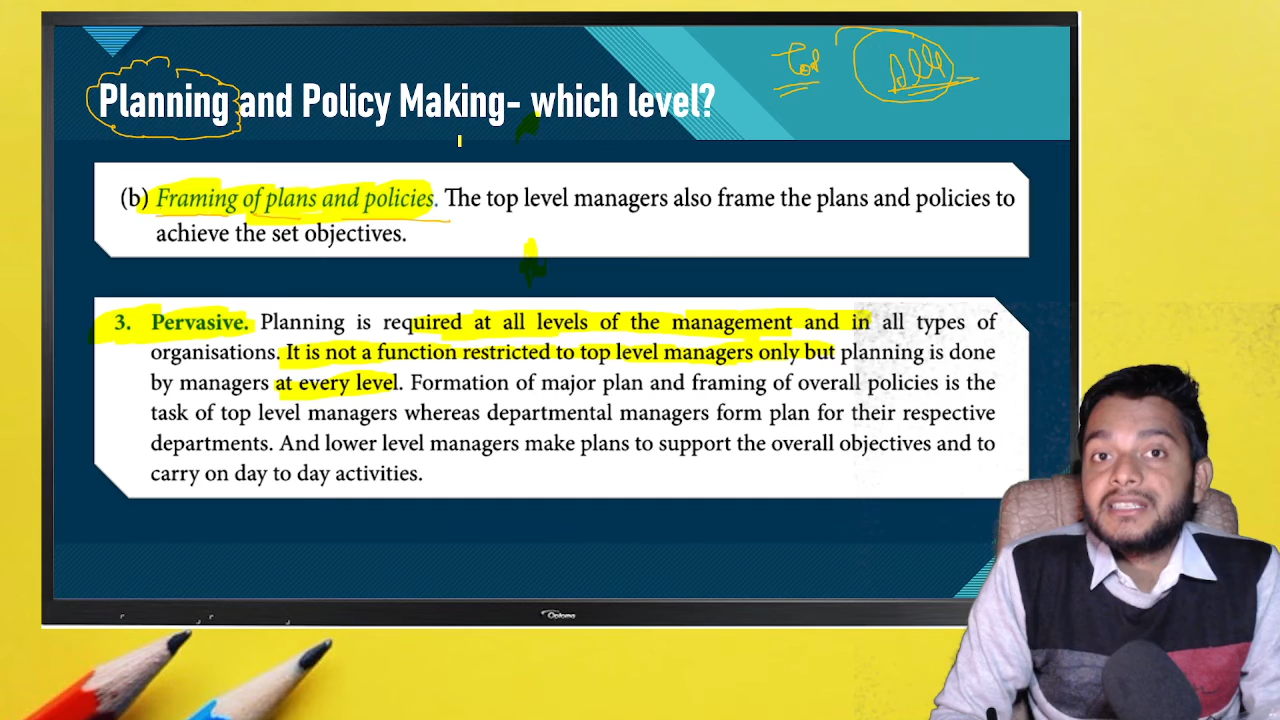 Planning and Policy Making- which level?
Top
All
(b) Framing of plans and policies. The top level managers also frame the plans and policies to
achieve the set objectives.
3. Pervasive. Planning is required at all levels of the management and in all types of
organisations. It is not a function restricted to top level managers only but planning is done
by managers at every level. Formation of major plan and framing of overall policies is the
task of top level managers whereas departmental managers form plan for their respective
departments. And lower level managers make plans to support the overall objectives and to
carry on day to day activities.
Optoma